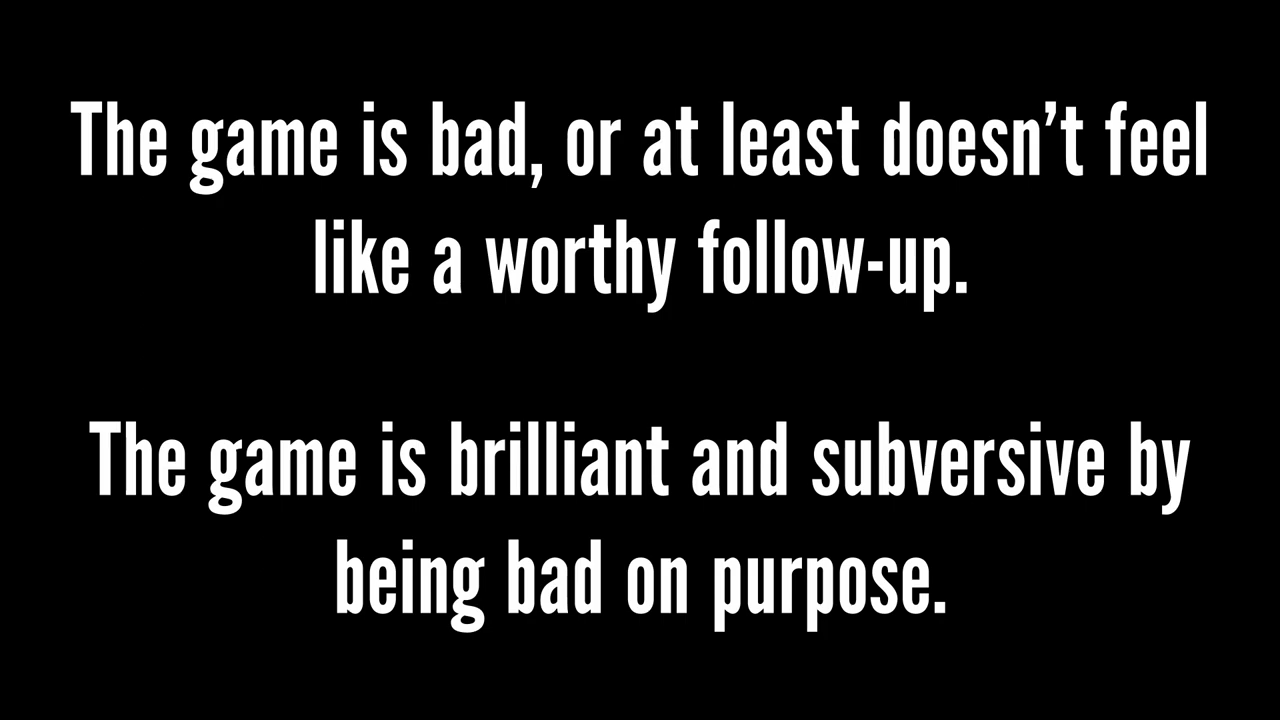 The game is bad, or at least doesn’t feel
like a worthy follow-up.
The game is brilliant and subversive by
being bad on purpose.